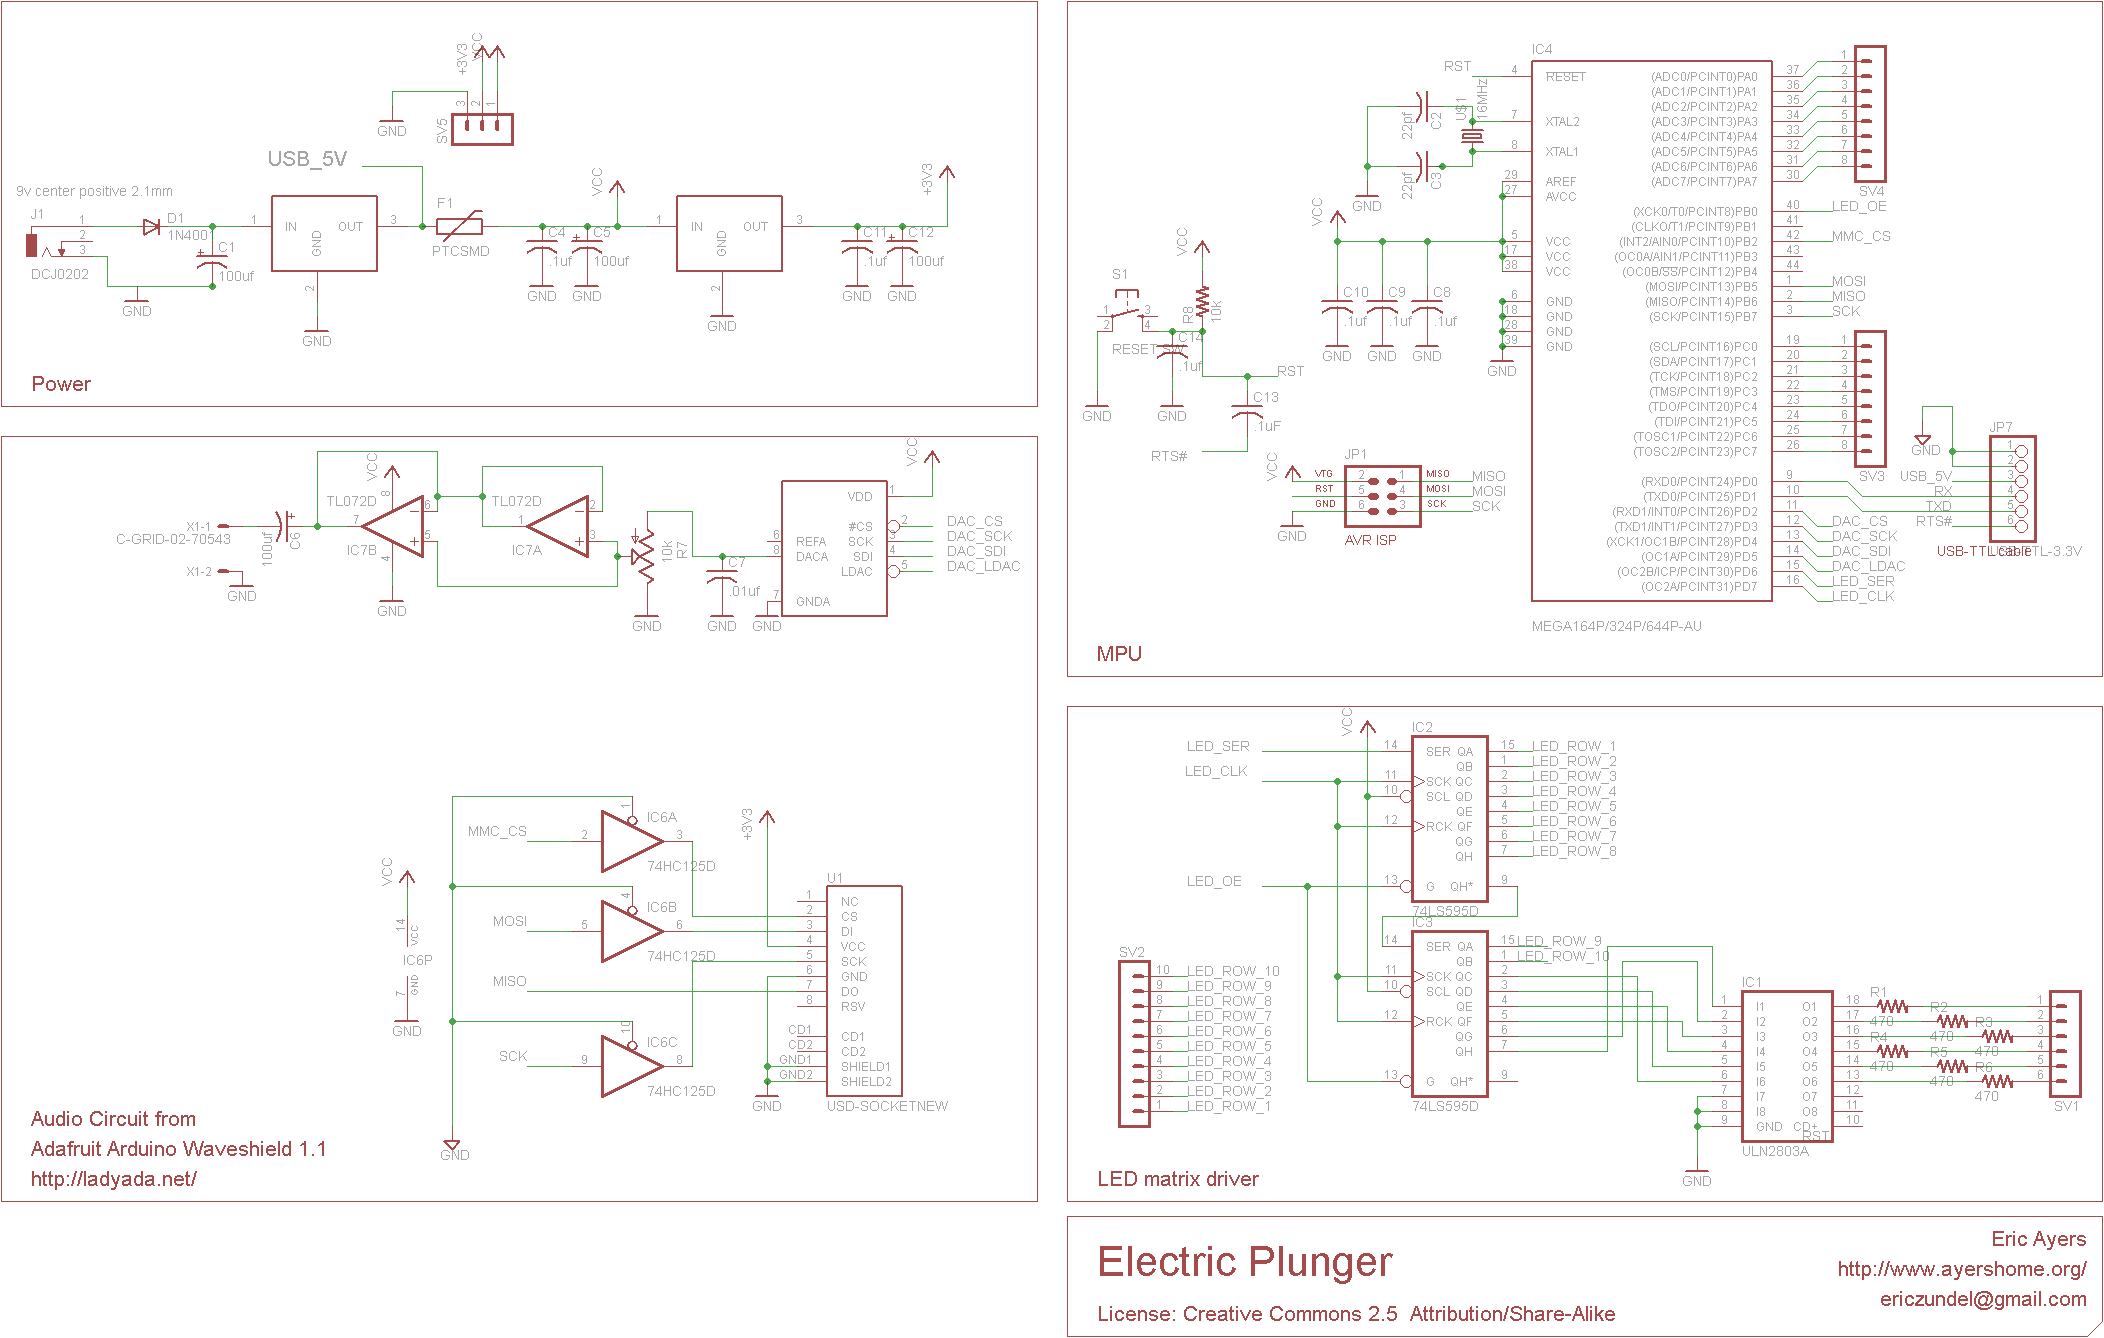 +3V3
VCC
3
2
1
SV5
GND
USB_5V
9v center positive 2.1mm
J1
1
2
3
DCJ0202
GND
D1
1N400
C1
+
100uf
1
IN
OUT
3
GND
2
GND
F1
PTCSMD
C4
.1uf
GND
C5
+
100uf
GND
VCC
1
IN
OUT
3
GND
2
GND
C11
.1uf
GND
C12
+
100uf
GND
+3V3
Power
X1-1
C-GRID-02-70543
X1-2
GND
100uf
C6
+
TL072D
VCC
8
7
6
5
4
IC7B
GND
TL072D
1
2
3
IC7A
10k
R7
GND
C7
.01uf
GND
GND
VCC
VDD
1
#CS
2
DAC_CS
6
REFA
SCK
3
DAC_SCK
8
DACA
SDI
4
DAC_SDI
LDAC
5
DAC_LDAC
7
GNDA
MMC_CS
2
1
3
IC6A
74HC125D
MOSI
5
4
6
IC6B
74HC125D
MISO
SCK
9
10
8
IC6C
74HC125D
VCC
14
VCC
IC6P
7
GND
GND
GND
+3V3
U1
1
NC
2
CS
3
DI
4
VCC
5
SCK
6
GND
7
DO
8
RSV
CD1
CD1
CD2
CD2
GND1
SHIELD1
GND2
SHIELD2
GND
USD-SOCKETNEW
Audio Circuit from
Adafruit Arduino Waveshield 1.1
http://ladyada.net/
IC4
RST
4
RESET
7
XTAL2
8
XTAL1
29
AREF
27
AVCC
5
VCC
17
VCC
38
VCC
6
GND
18
GND
28
GND
39
GND
GND
22pf
C2
22pf
C3
U$1
16MHz
GND
VCC
C10
.1uf
GND
C9
.1uf
GND
C8
.1uf
GND
S1
1
2
3
4
RESET SW
GND
C14
.1uf
GND
VCC
R8
10k
RST
C13
.1uF
RTS#
(ADC0/PCINT0)PA0 37
(ADC1/PCINT1)PA1 36
(ADC2/PCINT2)PA2 35
(ADC3/PCINT3)PA3 34
(ADC4/PCINT4)PA4 33
(ADC5/PCINT5)PA5 32
(ADC6/PCINT6)PA6 31
(ADC7/PCINT7)PA7 30
1
2
3
4
5
6
7
8
SV4
(XCK0/T0/PCINT8)PB0 40 LED_OE
(CLKO/T1/PCINT9)PB1 41
(INT2/AIN0/PCINT10)PB2 42 MMC_CS
(OC0A/AIN1/PCINT11)PB3 43
(OC0B/SS/PCINT12)PB4 44
(MOSI/PCINT13)PB5 1 MOSI
(MISO/PCINT14)PB6 2 MISO
(SCK/PCINT15)PB7 3 SCK
(SCL/PCINT16)PC0 19 1
(SDA/PCINT17)PC1 20 2
(TCK/PCINT18)PC2 21 3
(TMS/PCINT19)PC3 22 4
(TDO/PCINT20)PC4 23 5
(TDI/PCINT21)PC5 24 6
(TOSC1/PCINT22)PC6 25 7
(TOSC2/PCINT23)PC7 26 8
SV3
(RXD0/PCINT24)PD0 9
(TXD0/PCINT25)PD1 10
(RXD1/INT0/PCINT26)PD2 11
(TXD1/INT1/PCINT27)PD3 12 DAC_CS
(XCK1/OC1B/PCINT28)PD4 13 DAC_SCK
(OC1A/PCINT29)PD5 14 DAC_SDI
(OC2B/ICP/PCINT30)PD6 15 DAC_LDAC
(OC2A/PCINT31)PD7 16 LED_SER
LED_CLK
MEGA164P/324P/644P-AU
JP7
GND
1
2
USB_5V 3
RX 4
TXD 5
RTS# 6
USB-TTL cable
USB-TTL-3.3V
VCC
JP1
VTG 2 1 MISO MISO
RST 5 4 MOSI MOSI
GND 6 3 SCK SCK
GND
AVR ISP
MPU
VCC
IC2
LED_SER
14
SER QA 15 LED_ROW_1
QB 1 LED_ROW_2
LED_CLK
11
SCK QC 2 LED_ROW_3
10
SCL QD 3 LED_ROW_4
QE 4 LED_ROW_5
12
RCK QF 5 LED_ROW_6
QG 6 LED_ROW_7
QH 7 LED_ROW_8
LED_OE
13
G QH* 9
74LS595D
IC3
14
SER QA 15 LED_ROW_9
QB 1 LED_ROW_10
11
SCK QC 2
10
SCL QD 3
QE 4
12
RCK QF 5
QG 6
QH 7
13
G QH* 9
74LS595D
SV2
10 LED_ROW_10
9 LED_ROW_9
8 LED_ROW_8
7 LED_ROW_7
6 LED_ROW_6
5 LED_ROW_5
4 LED_ROW_4
3 LED_ROW_3
2 LED_ROW_2
1 LED_ROW_1
IC1
1 I1 O1 18
2 I2 O2 17
3 I3 O3 16
4 I4 O4 15
5 I5 O5 14
6 I6 O6 13
7 I7 O7 12
8 I8 O8 11
9 GND CD+ 10
RST
ULN2803A
GND
R1
470
R2
470
R3
470
R4
470
R5
470
R6
470
1
2
3
4
5
6
SV1
LED matrix driver
Electric Plunger
License: Creative Commons 2.5 Attribution/Share-Alike
Eric Ayers
http://www.ayershome.org/
ericzundel@gmail.com